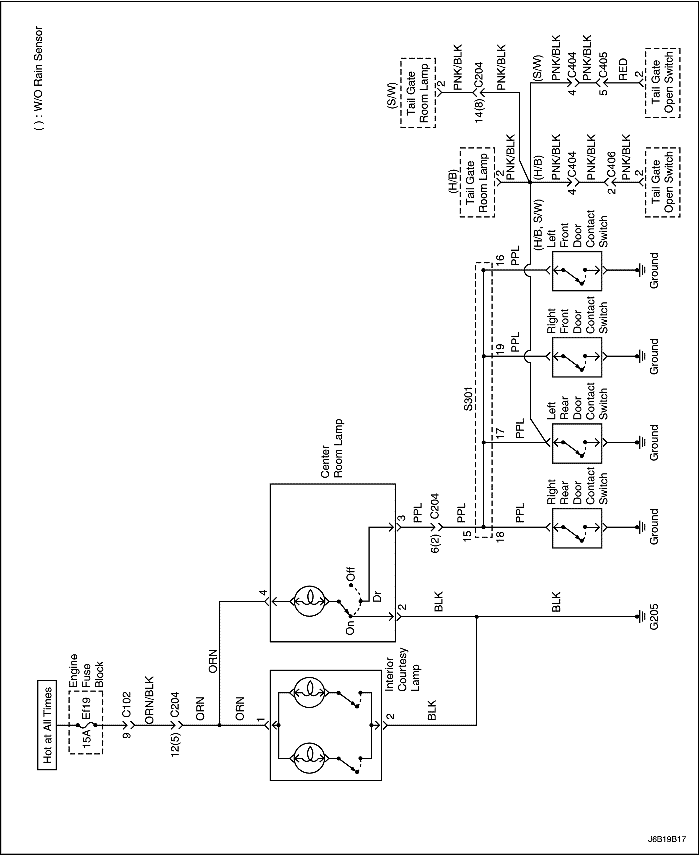 ( ) : W/O Rain Sensor
Hot at All Times
Engine
Fuse
Block
Ef19
15A
9
C102
ORN/BLK
12(5)
C204
ORN
ORN
ORN
1
Interior
Courtesy
Lamp
2
BLK
4
Center
Room Lamp
On
Off
Dr
3
2
PPL
6(2)
C204
PPL
BLK
BLK
G205
S301
15
18
PPL
17
PPL
19
PPL
16
PPL
Right
Rear
Door
Contact
Switch
Ground
Left
Rear
Door
Contact
Switch
Ground
Right
Front
Door
Contact
Switch
Ground
Left
Front
Door
Contact
Switch
Ground
(H/B, S/W)
(H/B)
Tail Gate
Room Lamp
2
PNK/BLK
(H/B)
PNK/BLK
4
C404
PNK/BLK
2
C406
PNK/BLK
2
Tail Gate
Open Switch
(S/W)
Tail Gate
Room Lamp
2
PNK/BLK
14(8)
C204
PNK/BLK
(S/W)
PNK/BLK
4
C404
PNK/BLK
5
C405
RED
2
Tail Gate
Open Switch
J6B19B17